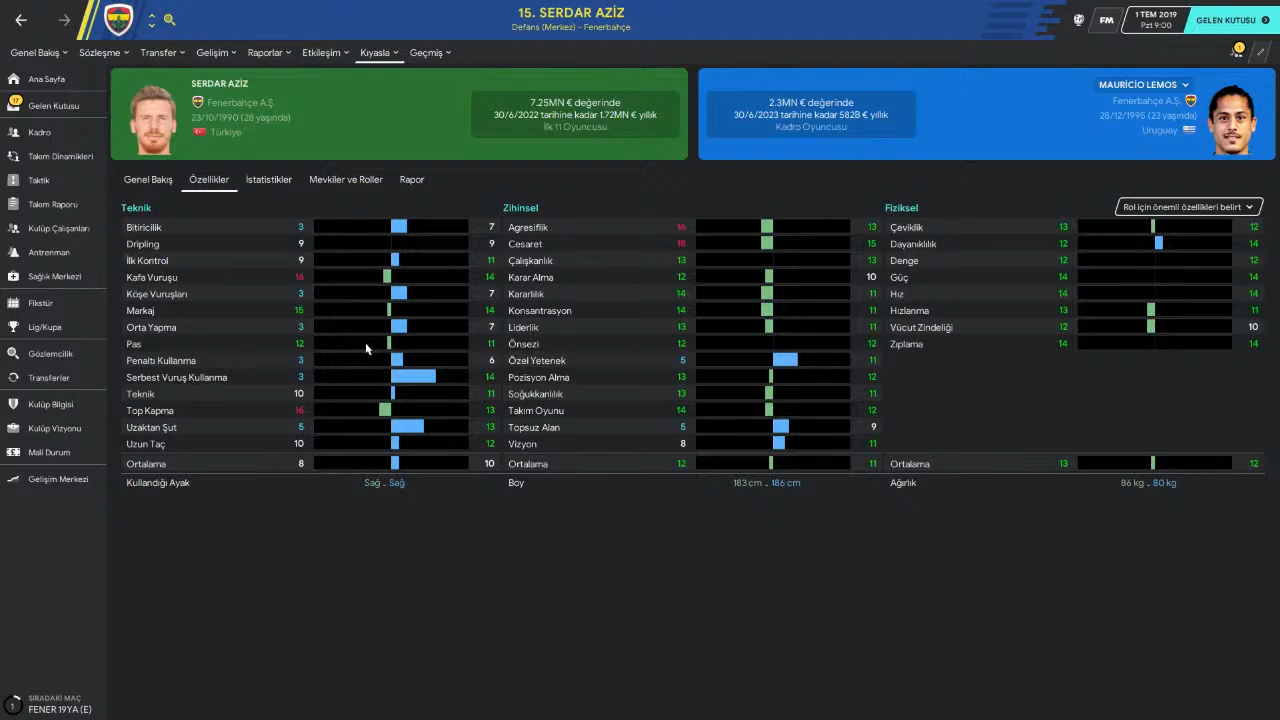 15. SERDAR AZİZ
Defans (Merkez) - Fenerbahçe
FM
1 TEM 2019
Pzt 9:00
GELEN KUTUSU
Genel Bakış
Sözleşme
Transfer
Gelişim
Raporlar
Etkileşim
Kıyasla
Geçmiş
1
Ana Sayfa
17
Gelen Kutusu
Kadro
Takım Dinamikleri
Taktik
Takım Raporu
Kulüp Çalışanları
Antrenman
Sağlık Merkezi
Fikstür
Lig/Kupa
Gözlemcilik
Transferler
Kulüp Bilgisi
Kulüp Vizyonu
Mali Durum
Gelişim Merkezi
1
SIRADAKİ MAÇ
FENER 19YA (E)
SERDAR AZİZ
Fenerbahçe A.Ş.
23/10/1990 (28 yaşında)
Türkiye
7.25MN € değerinde
30/6/2022 tarihine kadar 1.72MN € yıllık
İlk 11 Oyuncusu
2.3MN € değerinde
30/6/2023 tarihine kadar 582B € yıllık
Kadro Oyuncusu
MAURICIO LEMOS
Fenerbahçe A.Ş.
28/12/1995 (23 yaşında)
Uruguay
Genel Bakış
Özellikler
İstatistikler
Mevkiler ve Roller
Rapor
Rol için önemli özellikleri belirt
Teknik
Bitiricilik 3 7
Dripling 9 9
İlk Kontrol 9 11
Kafa Vuruşu 16 14
Köşe Vuruşları 3 7
Markaj 15 14
Orta Yapma 3 7
Pas 12 11
Penaltı Kullanma 3 6
Serbest Vuruş Kullanma 3 14
Teknik 10 11
Top Kapma 16 13
Uzaktan Şut 5 13
Uzun Taç 10 12
Ortalama 8 10
Kullandığı Ayak Sağ - Sağ
Zihinsel
Agresiflik 16 13
Cesaret 18 15
Çalışkanlık 13 13
Karar Alma 12 10
Kararlılık 14 11
Konsantrasyon 14 11
Liderlik 13 11
Önsezi 12 12
Özel Yetenek 5 11
Pozisyon Alma 13 12
Soğukkanlılık 13 11
Takım Oyunu 14 12
Topsuz Alan 5 9
Vizyon 8 11
Ortalama 12 11
Boy 183 cm - 186 cm
Fiziksel
Çeviklik 13 12
Dayanıklılık 12 14
Denge 12 12
Güç 14 14
Hız 14 14
Hızlanma 13 11
Vücut Zindeliği 12 10
Zıplama 14 14
Ortalama 13 12
Ağırlık 86 kg - 80 kg